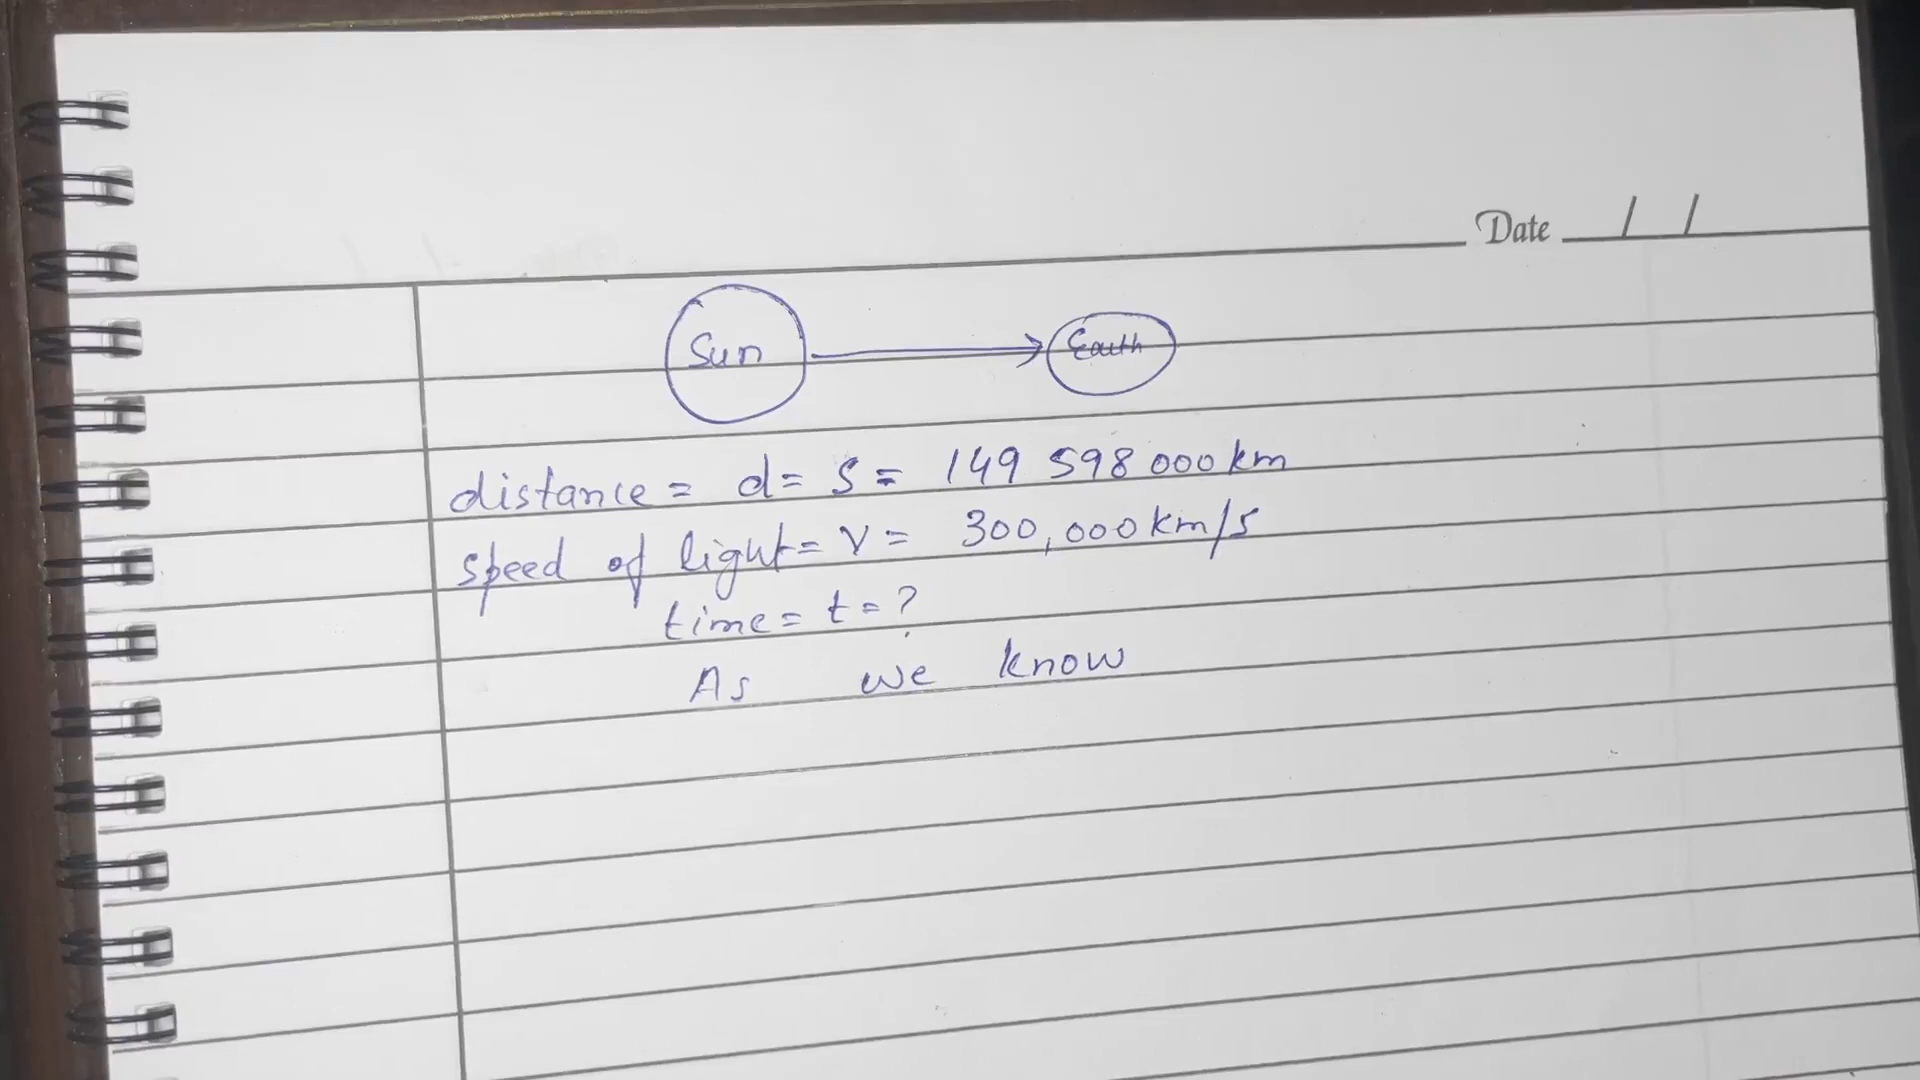 Date / /
Sun Earth
distance = d = S = 149 598 000 km
speed of light = v = 300,000 km/s
time = t = ?
As we know